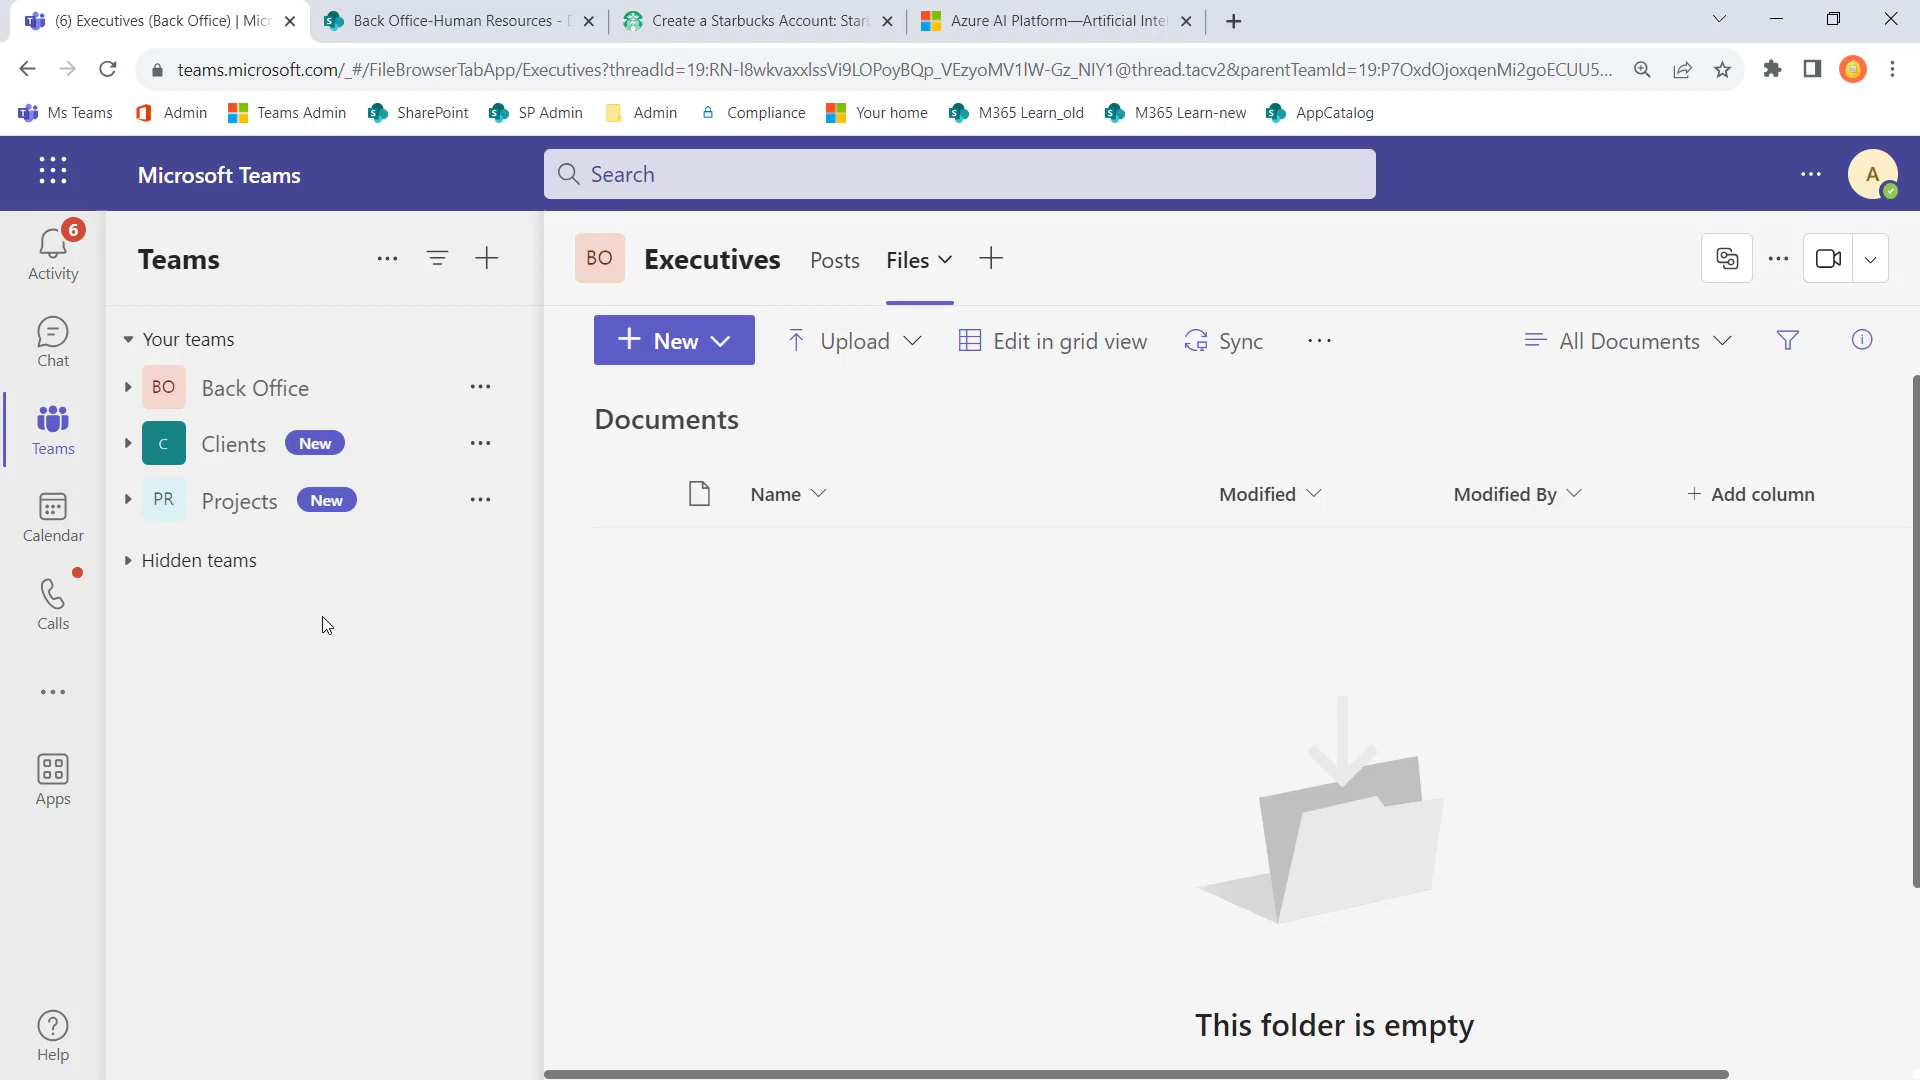 (6) Executives (Back Office) | Micr
Back Office-Human Resources - D
Create a Starbucks Account: Starb
Azure AI Platform—Artificial Intel
teams.microsoft.com/_#/FileBrowserTabApp/Executives?threadId=19:RN-l8wkvaxxlssVi9LOPoyBQp_VEzyoMV1lW-Gz_NlY1@thread.tacv2&parentTeamId=19:P7OxdOjoxqenMi2goECUU5...
Ms Teams
Admin
Teams Admin
SharePoint
SP Admin
Admin
Compliance
Your home
M365 Learn_old
M365 Learn-new
AppCatalog
Microsoft Teams
Search
A
6
Activity
Chat
Teams
Calendar
Calls
Apps
Help
Teams
Your teams
BO Back Office
C Clients New
PR Projects New
Hidden teams
BO Executives Posts Files
New Upload Edit in grid view Sync All Documents
Documents
Name Modified Modified By Add column
This folder is empty